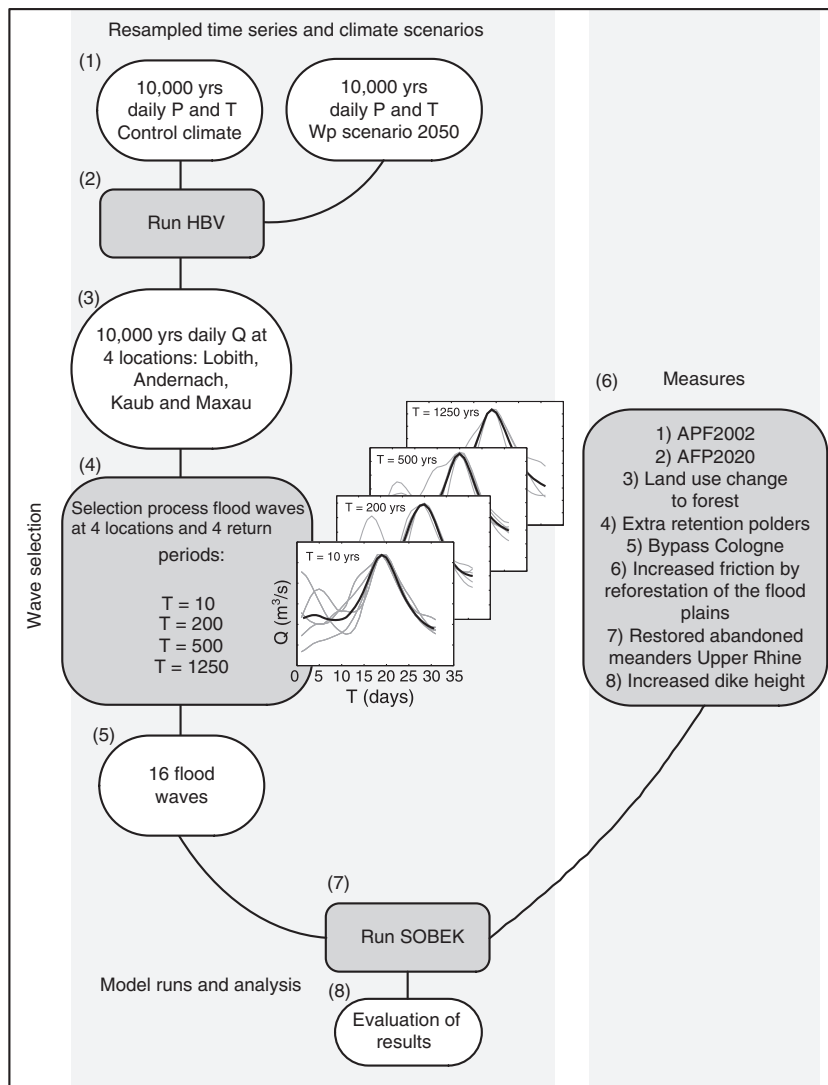 Resampled time series and climate scenarios
(1)
10,000 yrs
daily P and T
Control climate
10,000 yrs
daily P and T
Wp scenario 2050
(2)
Run HBV
(3)
10,000 yrs daily Q at
4 locations: Lobith,
Andernach,
Kaub and Maxau
(4)
Selection process flood waves
at 4 locations and 4 return
periods:
T = 10
T = 200
T = 500
T = 1250
Wave selection
T = 1250 yrs
T = 500 yrs
T = 200 yrs
T = 10 yrs
Q (m³/s)
0 5 10 15 20 25 30 35
T (days)
(5)
16 flood
waves
(6)
Measures
1) APF2002
2) AFP2020
3) Land use change
to forest
4) Extra retention polders
5) Bypass Cologne
6) Increased friction by
reforestation of the flood
plains
7) Restored abandoned
meanders Upper Rhine
8) Increased dike height
(7)
Run SOBEK
Model runs and analysis
(8)
Evaluation of
results